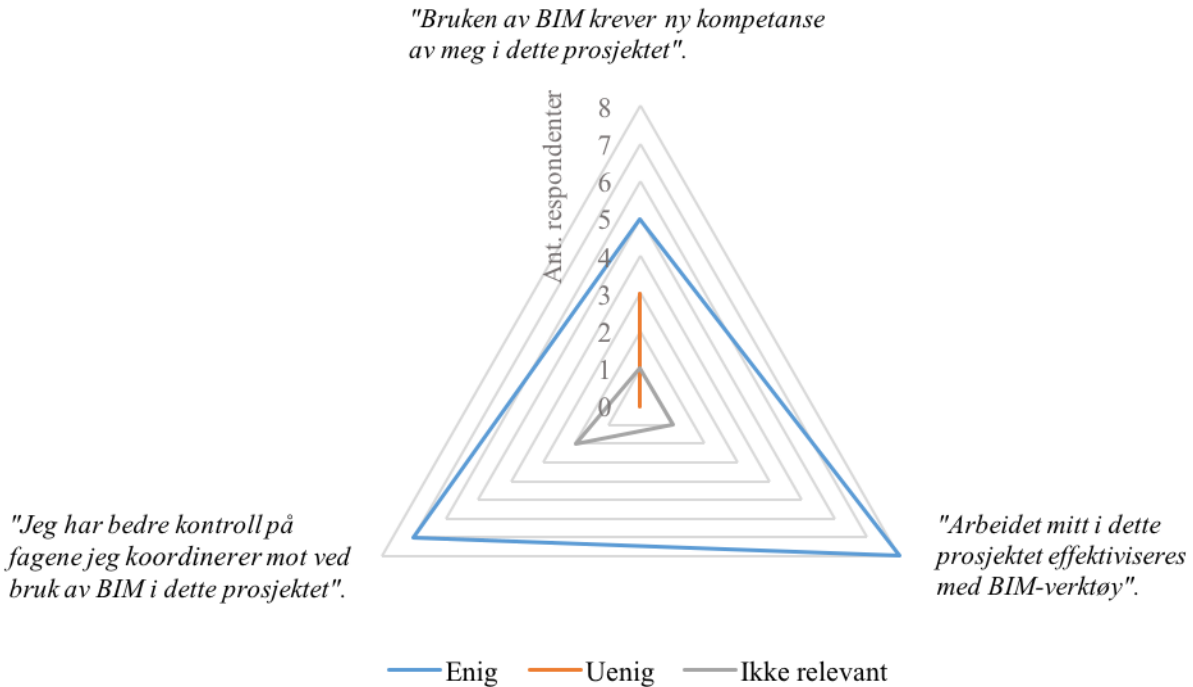 "Bruken av BIM krever ny kompetanse
av meg i dette prosjektet".
Ant. respondenter
8
7
6
5
4
3
2
1
0
"Jeg har bedre kontroll på
fagene jeg koordinerer mot ved
bruk av BIM i dette prosjektet".
"Arbeidet mitt i dette
prosjektet effektiviseres
med BIM-verktøy".
Enig Uenig Ikke relevant